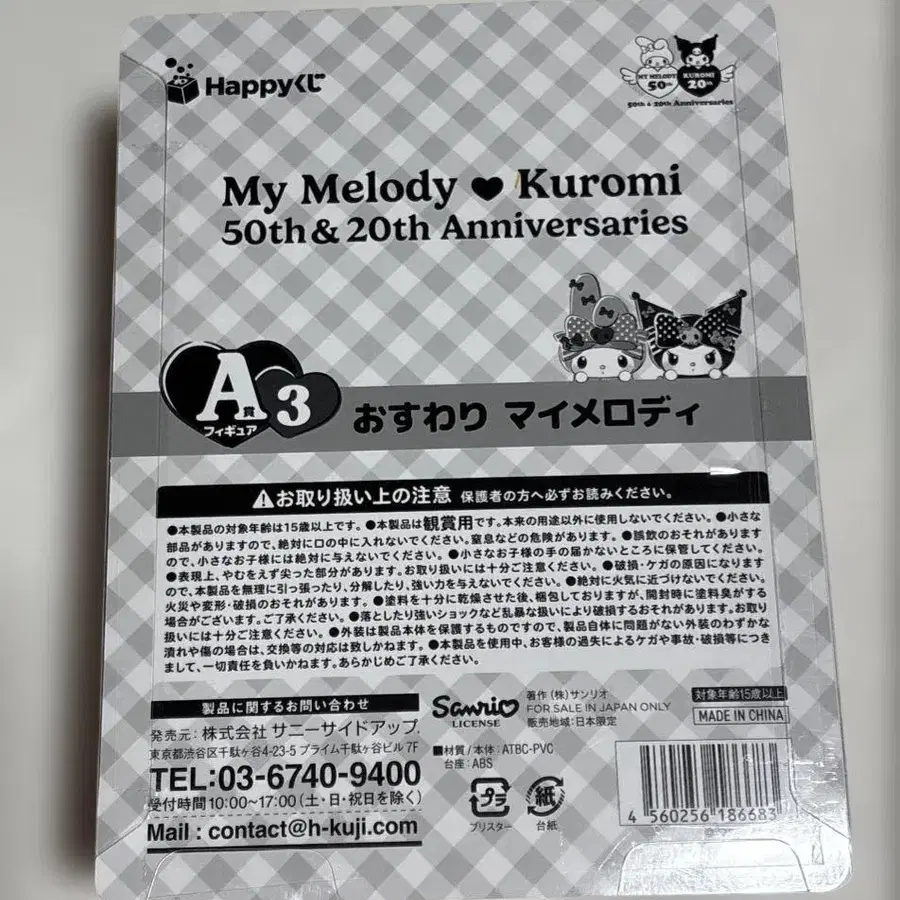 Happyくじ
MY MELODY 50th
KUROMI 20th
50th & 20th Anniversaries
My Melody ♥ Kuromi
50th & 20th Anniversaries
A賞 3
フィギュア
おすわり マイメロディ
⚠お取り扱い上の注意 保護者の方へ必ずお読みください。
●本製品の対象年齢は15歳以上です。●本製品は観賞用です。本来の用途以外に使用しないでください。●小さな
部品がありますので、絶対に口の中に入れないでください。窒息などの危険があります。●誤飲のおそれがあります
ので、小さなお子様には絶対に与えないでください。●小さなお子様の手の届かないところに保管してください。
●表現上、やむをえず尖った部分があります。お取り扱いには十分ご注意ください。●破損・ケガの原因になります
ので、本製品を無理に引っ張ったり、分解したり、強い力を与えないでください。●絶対に火気に近づけないでください。
火災や変形・破損のおそれがあります。●塗料を十分に乾燥させた後、梱包しておりますが、開封時に塗料臭がする
場合がございます。ご了承ください。●落としたり強いショックなど乱暴な扱いにより破損するおそれがあります。お取り
扱いには十分ご注意ください。●外装は製品本体を保護するものですので、製品自体に問題がない外装のわずかな
潰れや傷の場合は、交換等の対応は致しかねます。●本製品を使用中、お客様の過失によるケガや事故・破損等につき
まして、一切責任を負いかねます。あらかじめご了承ください。
製品に関するお問い合わせ
発売元：株式会社 サニーサイドアップ.
東京都渋谷区千駄ヶ谷4-23-5 プライム千駄ヶ谷ビル 7F
TEL:03-6740-9400
受付時間 10:00〜17:00（土・日・祝日を除く）
Mail : contact@h-kuji.com
Sanrio
LICENSE
著作（株）サンリオ
FOR SALE IN JAPAN ONLY
販売地域：日本限定
対象年齢15歳以上
MADE IN CHINA
■材質／本体：ATBC-PVC
台座：ABS
プラ
ブリスター
紙
台紙
4 560256 186683